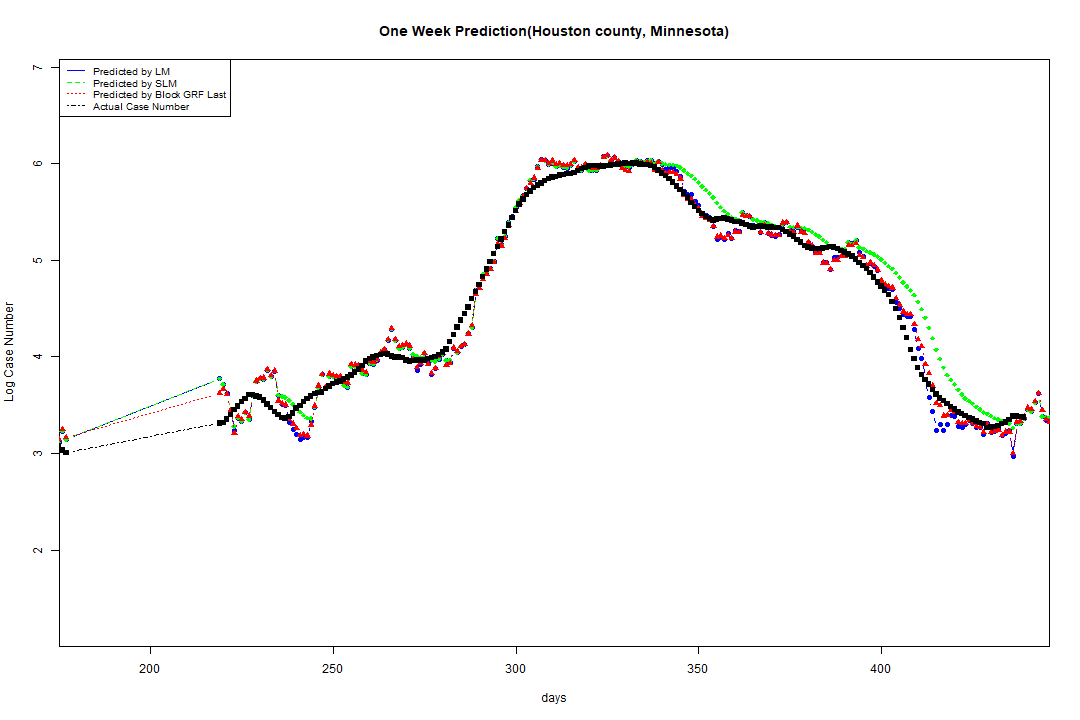 One Week Prediction(Houston county, Minnesota)
Predicted by LM
Predicted by SLM
Predicted by Block GRF Last
Actual Case Number
7
6
5
4
3
2
Log Case Number
200 250 300 350 400
days